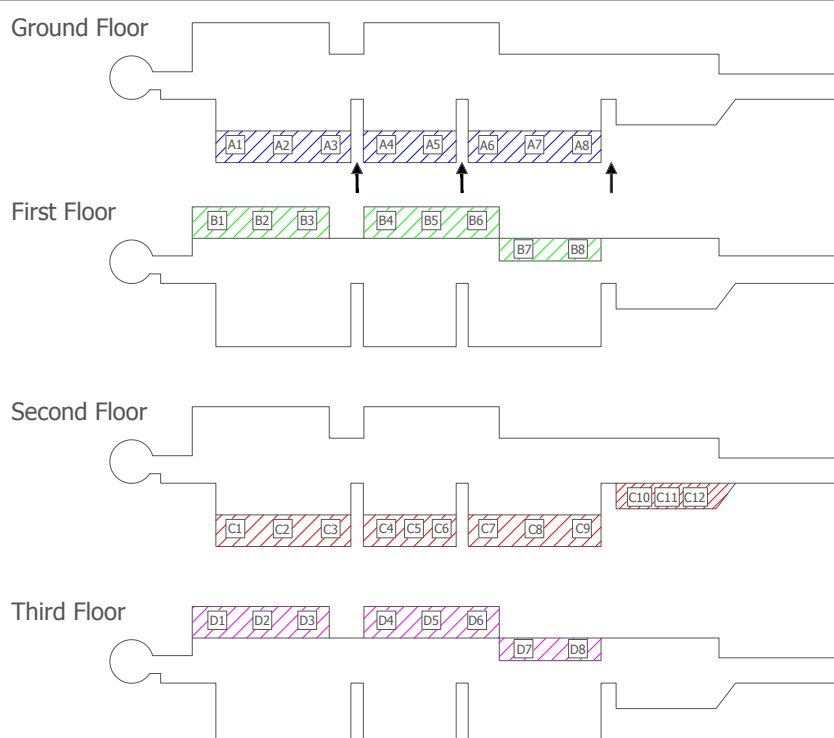 Ground Floor
A1 A2 A3 A4 A5 A6 A7 A8
First Floor
B1 B2 B3 B4 B5 B6
B7 B8
Second Floor
C10 C11 C12
C1 C2 C3 C4 C5 C6 C7 C8 C9
Third Floor
D1 D2 D3 D4 D5 D6
D7 D8